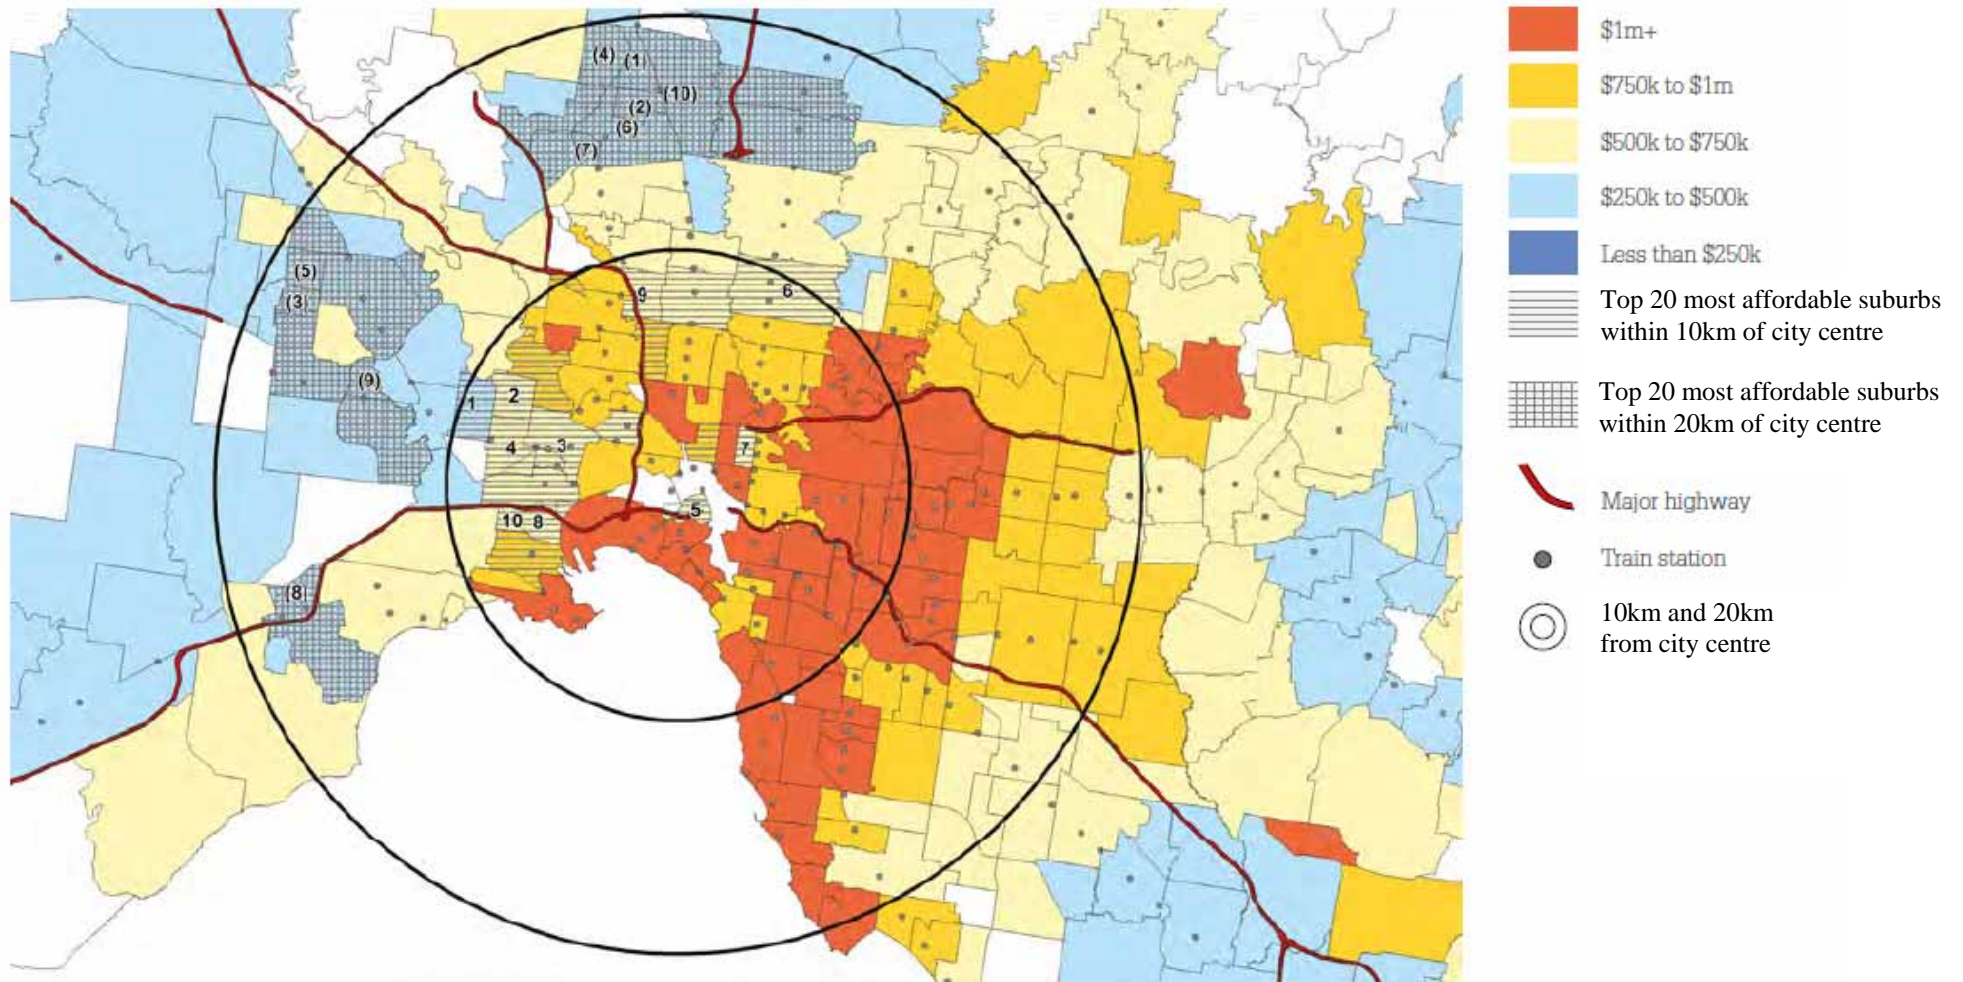 (4) (1)
(10)
(2)
(6)
(7)
(5)
(3)
9
6
(9)
1
2
4
3
7
5
10 8
(8)
$1m+
$750k to $1m
$500k to $750k
$250k to $500k
Less than $250k
Top 20 most affordable suburbs
within 10km of city centre
Top 20 most affordable suburbs
within 20km of city centre
Major highway
Train station
10km and 20km
from city centre